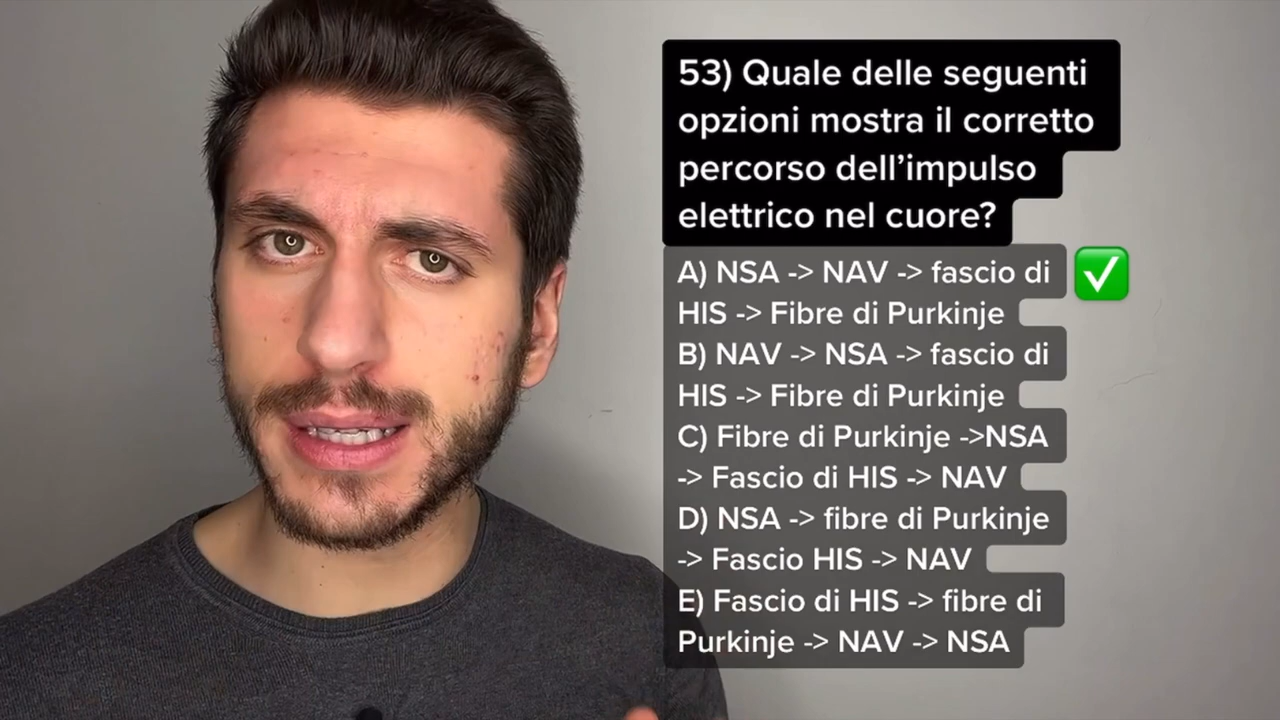 53) Quale delle seguenti
opzioni mostra il corretto
percorso dell’impulso
elettrico nel cuore?
A) NSA -> NAV -> fascio di
HIS -> Fibre di Purkinje
B) NAV -> NSA -> fascio di
HIS -> Fibre di Purkinje
C) Fibre di Purkinje ->NSA
-> Fascio di HIS -> NAV
D) NSA -> fibre di Purkinje
-> Fascio HIS -> NAV
E) Fascio di HIS -> fibre di
Purkinje -> NAV -> NSA